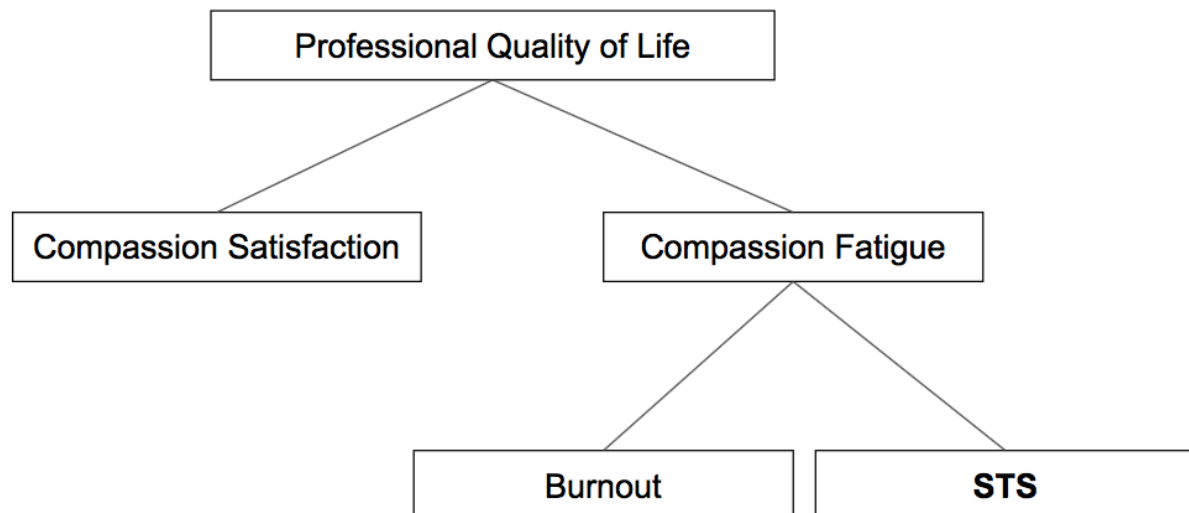 Professional Quality of Life
Compassion Satisfaction
Compassion Fatigue
Burnout
STS